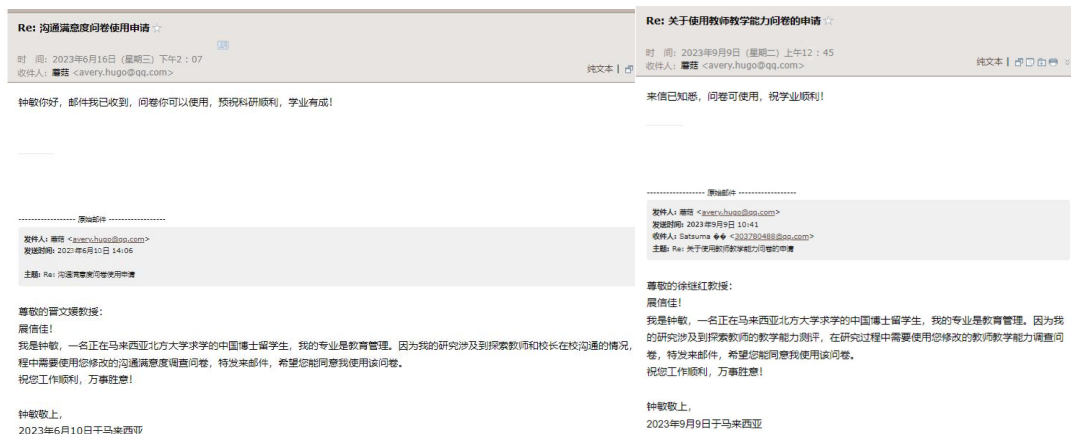 Re: 沟通满意度问卷使用申请
时 间: 2023年6月16日 (星期三) 下午2:07
收件人: 蘑菇 <avery.hugo@qq.com>
纯文本 |
钟敏你好，邮件我已收到，问卷你可以使用，预祝科研顺利，学业有成!
------------------ 原始邮件 ------------------
发件人: 蘑菇 <avery.hugo@qq.com>
发送时间: 2023年6月10日 14:06
主题: Re: 沟通满意度问卷使用申请
尊敬的晋文媛教授:
展信佳!
我是钟敏，一名正在马来西亚北方大学求学的中国博士留学生，我的专业是教育管理。因为我的研究涉及到探索教师和校长在校沟通的情况，
程中需要使用您修改的沟通满意度调查问卷，特发来邮件，希望您能同意我使用该问卷。
祝您工作顺利，万事胜意!
钟敏敬上，
2023年6月10日于马来西亚
Re: 关于使用教师教学能力问卷的申请
时 间: 2023年9月9日 (星期二) 上午12:45
收件人: 蘑菇 <avery.hugo@qq.com>
纯文本 |
来信已知悉，问卷可使用，祝学业顺利!
------------------ 原始邮件 ------------------
发件人: 蘑菇 <avery.hugo@qq.com>
发送时间: 2023年9月9日 10:41
收件人: Satsuma �� <303780488@qq.com>
主题: Re: 关于使用教师教学能力问卷的申请
尊敬的徐继红教授:
展信佳!
我是钟敏，一名正在马来西亚北方大学求学的中国博士留学生，我的专业是教育管理。因为我
的研究涉及到探索教师的教学能力测评，在研究过程中需要使用您修改的教师教学能力调查问
卷，特发来邮件，希望您能同意我使用该问卷。
祝您工作顺利，万事胜意!
钟敏敬上，
2023年9月9日于马来西亚